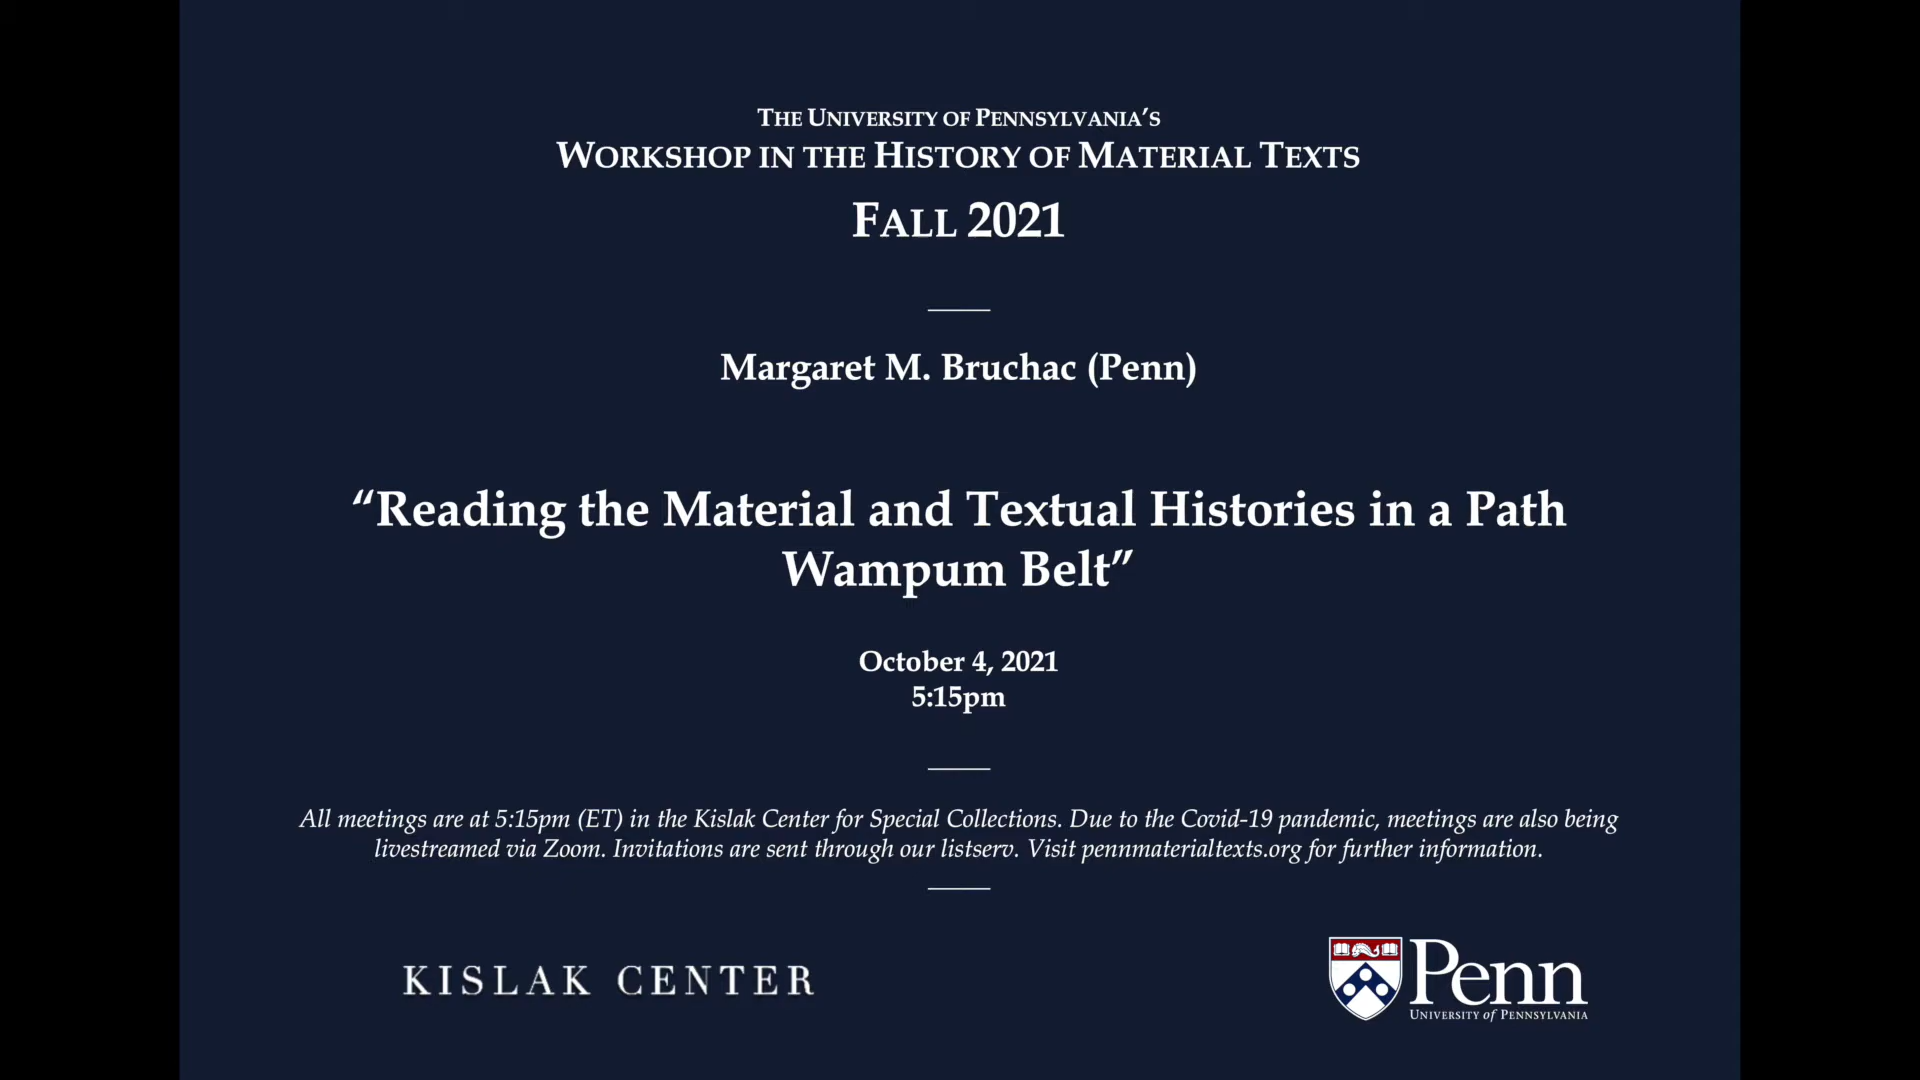 THE UNIVERSITY OF PENNSYLVANIA’S
WORKSHOP IN THE HISTORY OF MATERIAL TEXTS
FALL 2021
Margaret M. Bruchac (Penn)
“Reading the Material and Textual Histories in a Path
Wampum Belt”
October 4, 2021
5:15pm
All meetings are at 5:15pm (ET) in the Kislak Center for Special Collections. Due to the Covid-19 pandemic, meetings are also being
livestreamed via Zoom. Invitations are sent through our listserv. Visit pennmaterialtexts.org for further information.
KISLAK CENTER
Penn
UNIVERSITY of PENNSYLVANIA